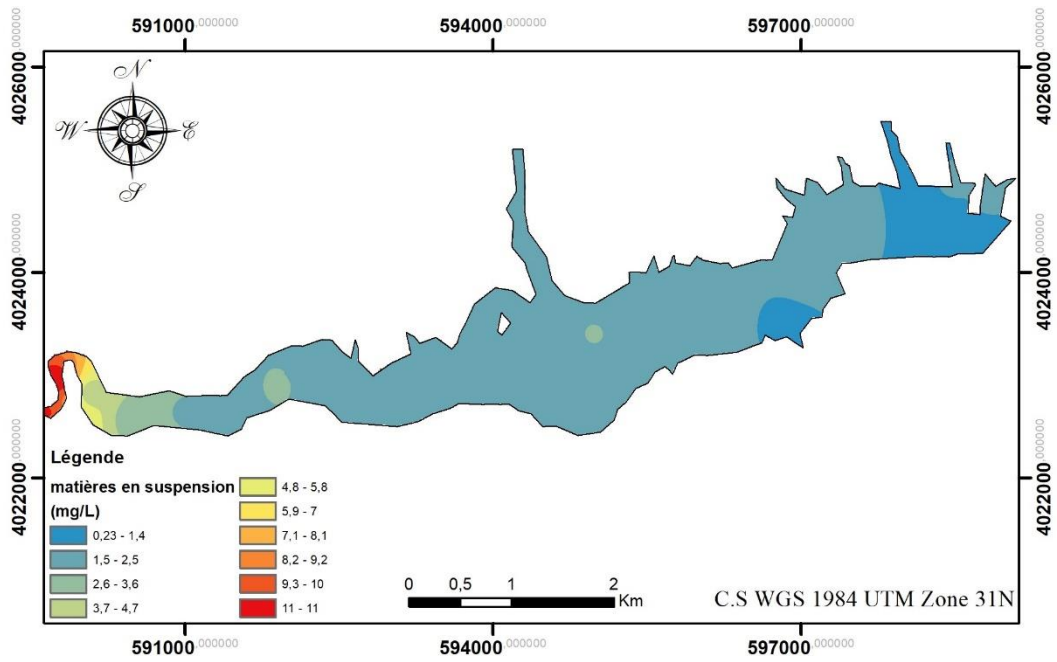 591000,000000 594000,000000 597000,000000
4026000,000000 4026000,000000
N
W E
S
4024000,000000 4024000,000000
4022000,000000 4022000,000000
Légende
matières en suspension
(mg/L)
0,23 - 1,4
1,5 - 2,5
2,6 - 3,6
3,7 - 4,7
4,8 - 5,8
5,9 - 7
7,1 - 8,1
8,2 - 9,2
9,3 - 10
11 - 11
0 0,5 1 2
Km
C.S WGS 1984 UTM Zone 31N
591000,000000 594000,000000 597000,000000